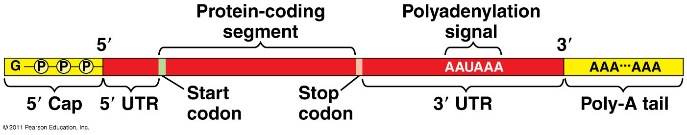 Protein-coding
segment
Polyadenylation
signal
5′
3′
G P P P
AAUAAA
AAA···AAA
5′ Cap
5′ UTR
Start
codon
Stop
codon
3′ UTR
Poly-A tail
© 2011 Pearson Education, Inc.